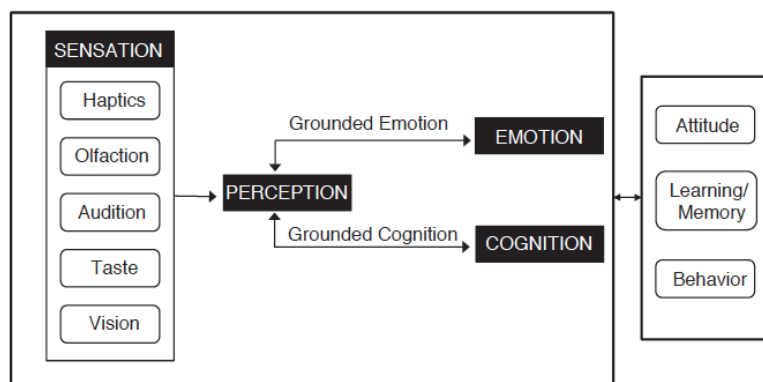 SENSATION
Haptics
Olfaction
Audition
Taste
Vision
PERCEPTION
Grounded Emotion
EMOTION
Grounded Cognition
COGNITION
Attitude
Learning/
Memory
Behavior